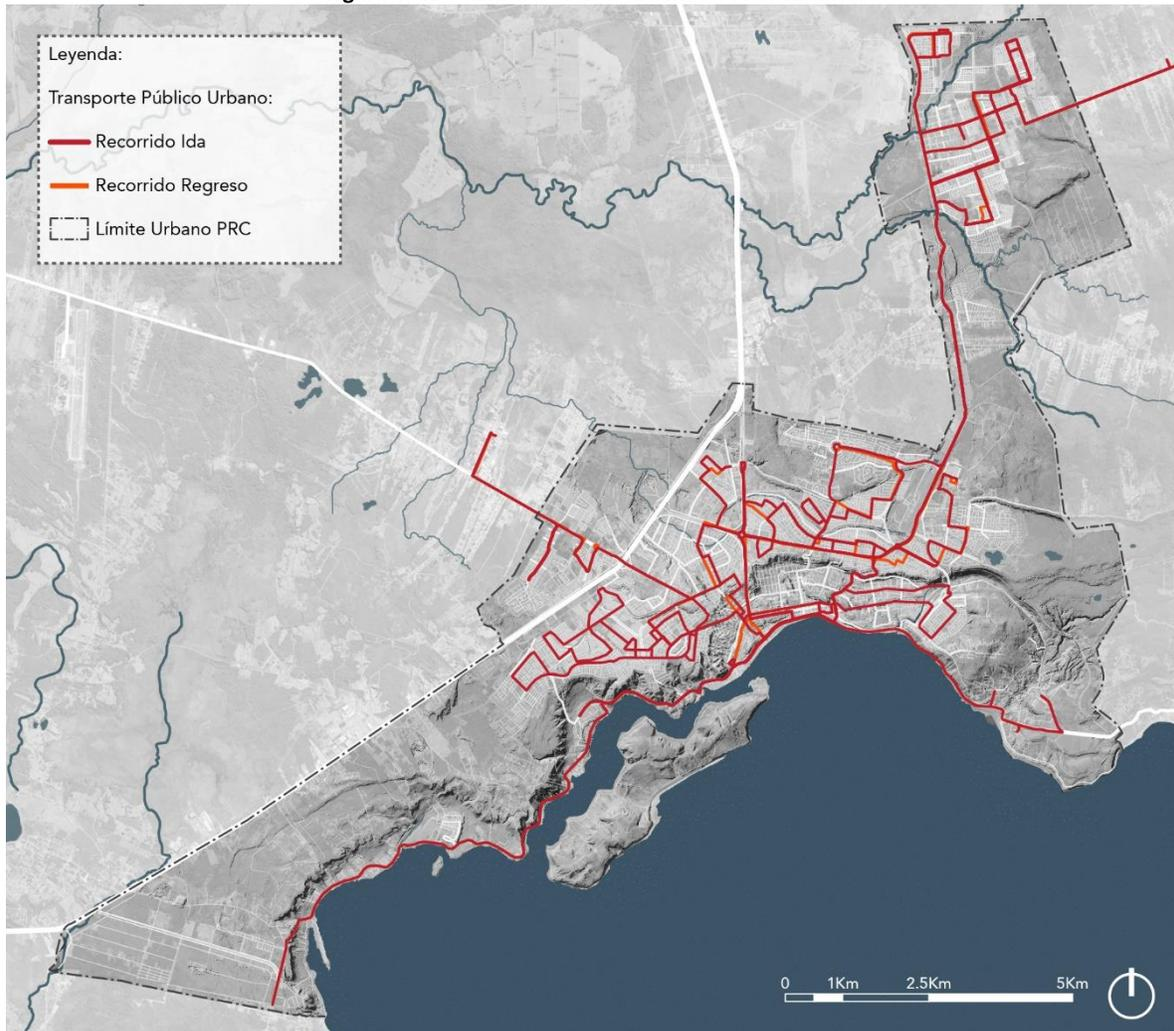 Leyenda:
Transporte Público Urbano:
Recorrido Ida
Recorrido Regreso
Límite Urbano PRC
0 1Km 2.5Km 5Km